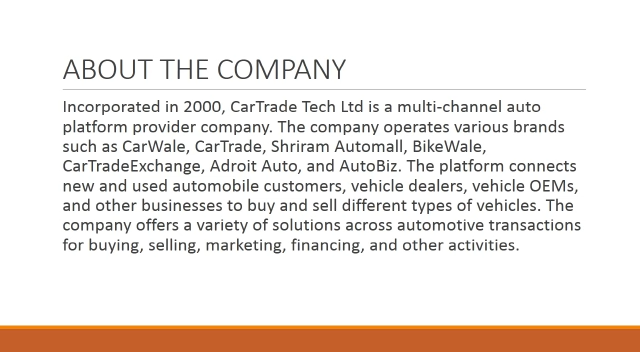 ABOUT THE COMPANY
Incorporated in 2000, CarTrade Tech Ltd is a multi-channel auto
platform provider company. The company operates various brands
such as CarWale, CarTrade, Shriram Automall, BikeWale,
CarTradeExchange, Adroit Auto, and AutoBiz. The platform connects
new and used automobile customers, vehicle dealers, vehicle OEMs,
and other businesses to buy and sell different types of vehicles. The
company offers a variety of solutions across automotive transactions
for buying, selling, marketing, financing, and other activities.